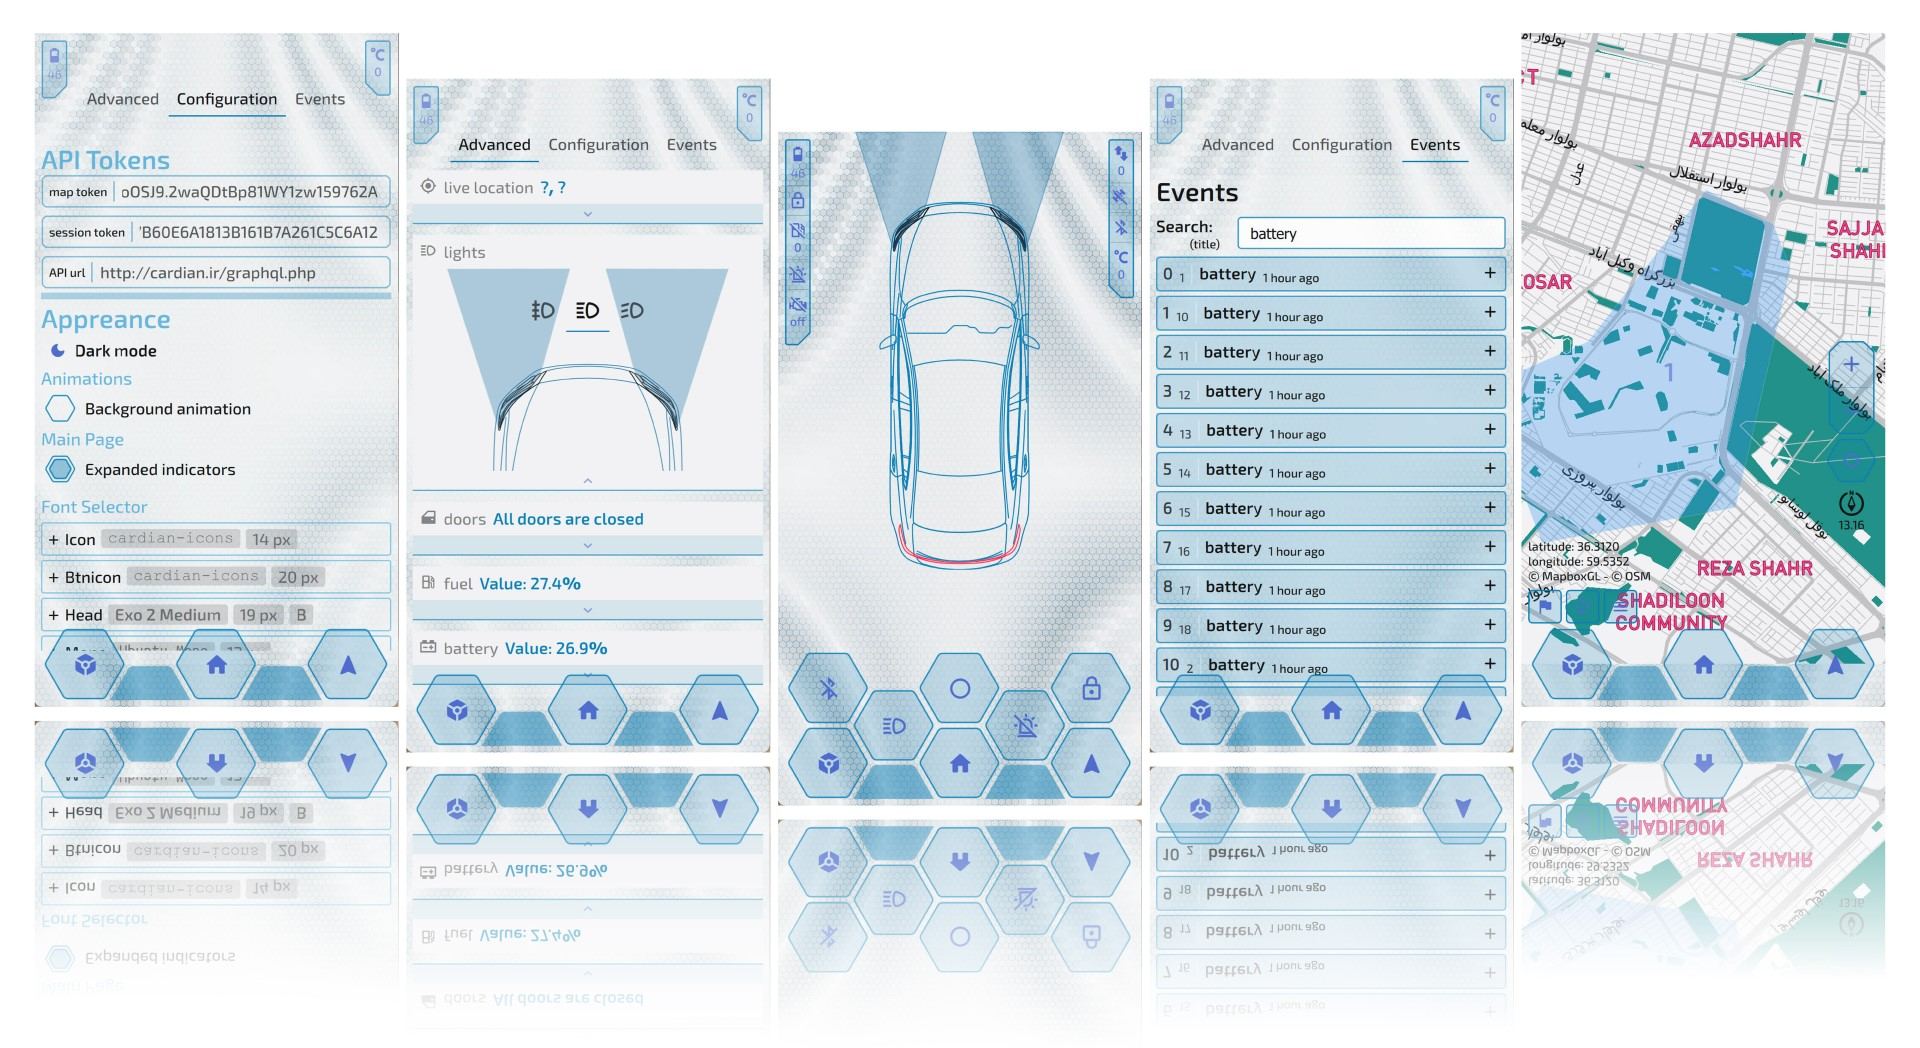 46
°C
0
Advanced Configuration Events
API Tokens
map token oOSJ9.2waQDtBp81WY1zw159762A
session token 'B60E6A1813B161B7A261C5C6A12
API url http://cardian.ir/graphql.php
Appreance
Dark mode
Animations
Background animation
Main Page
Expanded indicators
Font Selector
+ Icon cardian-icons 14 px
+ Btnicon cardian-icons 20 px
+ Head Exo 2 Medium 19 px B
46
°C
0
Advanced Configuration Events
live location ?, ?
lights
doors All doors are closed
fuel Value: 27.4%
battery Value: 26.9%
46
0
off
0
°C
0
46
°C
0
Advanced Configuration Events
Events
Search:
(title)
battery
0 1 battery 1 hour ago +
1 10 battery 1 hour ago +
2 11 battery 1 hour ago +
3 12 battery 1 hour ago +
4 13 battery 1 hour ago +
5 14 battery 1 hour ago +
6 15 battery 1 hour ago +
7 16 battery 1 hour ago +
8 17 battery 1 hour ago +
9 18 battery 1 hour ago +
10 2 battery 1 hour ago +
AZADSHAHR
بولوار معلم
عدل
بولوار استقلال
بیهقی
SAJJA
SHAHI
بزرگراه وکیل آباد
OSAR
1
بولوار ملک آباد
بولوار پیروزی
نوفل لوشاتو
N
13.16
latitude: 36.3120
longitude: 59.5352
© MapboxGL - © OSM
REZA SHAHR
SHADILOON
COMMUNITY
بولوار